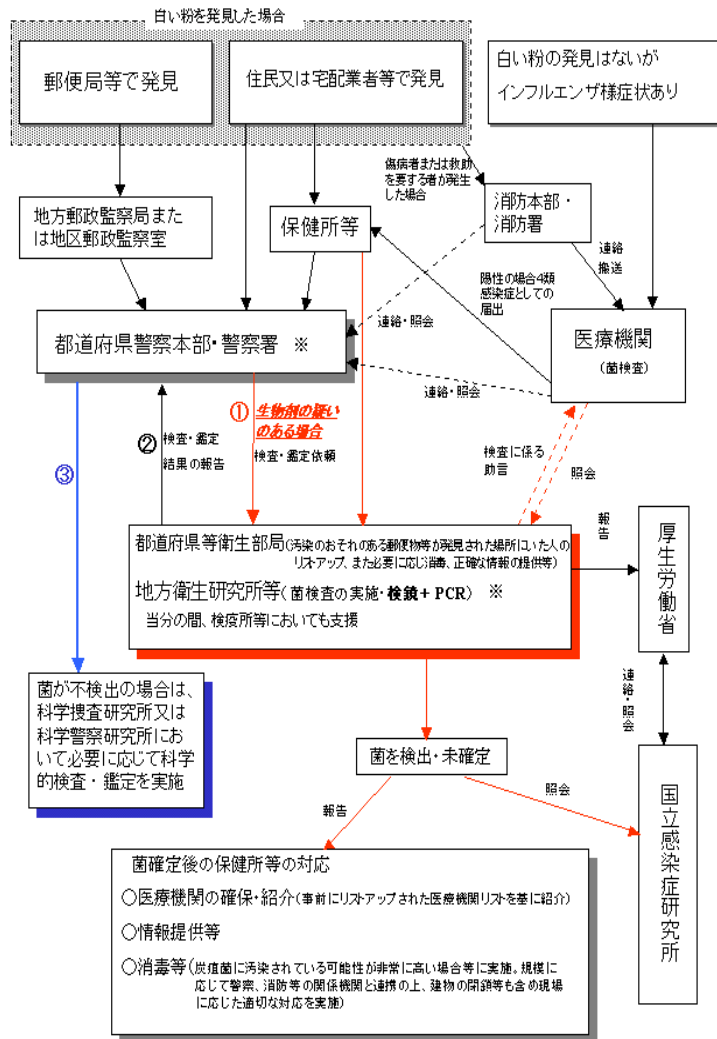 白い粉を発見した場合
郵便局等で発見
住民又は宅配業者等で発見
白い粉の発見はないが
インフルエンザ様症状あり
傷病者または救助
を要する者が発生
した場合
地方郵政監察局また
は地区郵政監察室
保健所等
消防本部・
消防署
連絡
搬送
陽性の場合4類
感染症としての
届出
都道府県警察本部・警察署 ※
連絡・照会
医療機関
(菌検査)
連絡・照会
① 生物剤の疑い
のある場合
検査・鑑定依頼
② 検査・鑑定
結果の報告
③
検査に係る
助言
照会
都道府県等衛生部局(汚染のおそれのある郵便物等が発見された場所にいた人の
リストアップ、また必要に応じ消毒、正確な情報の提供等)
地方衛生研究所等(菌検査の実施・検鏡+PCR) ※
当分の間、検疫所等においても支援
報告
厚生労働省
連絡・照会
菌が不検出の場合は、
科学捜査研究所又は
科学警察研究所にお
いて必要に応じて科学
的検査・鑑定を実施
菌を検出・未確定
報告
照会
国立感染症研究所
菌確定後の保健所等の対応
○医療機関の確保・紹介(事前にリストアップされた医療機関リストを基に紹介)
○情報提供等
○消毒等(炭疽菌に汚染されている可能性が非常に高い場合等に実施。規模に
応じて警察、消防等の関係機関と連携の上、建物の閉鎖等も含め現場
に応じた適切な対応を実施)